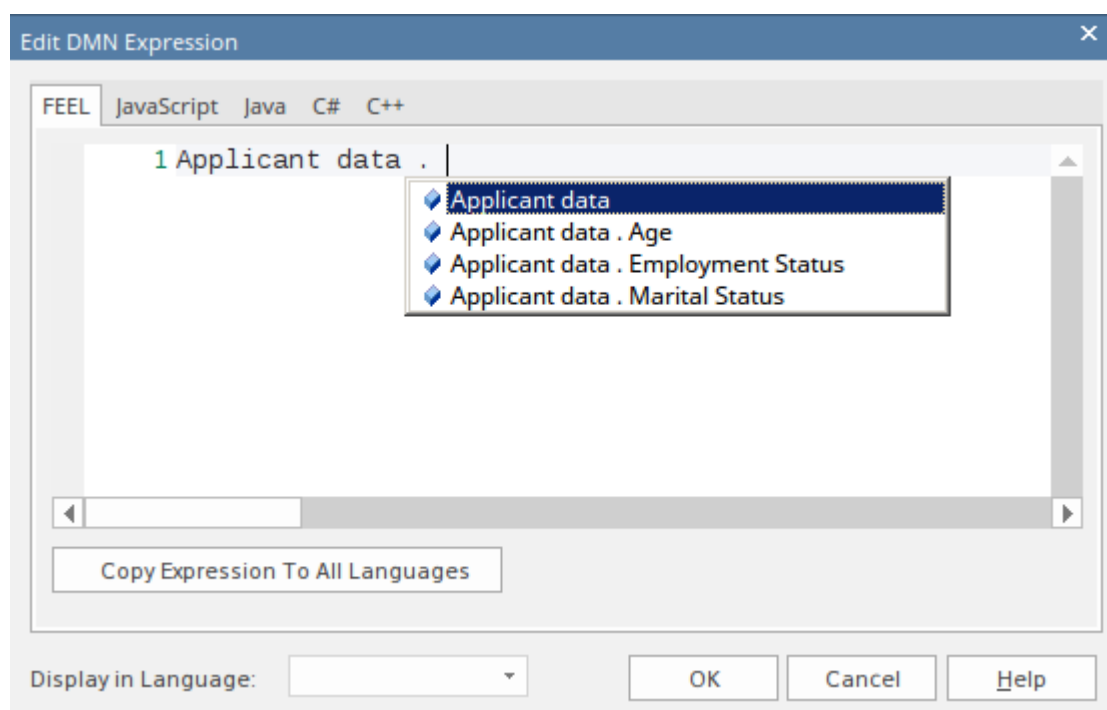 Edit DMN Expression
FEEL JavaScript Java C# C++
1 Applicant data .
Applicant data
Applicant data . Age
Applicant data . Employment Status
Applicant data . Marital Status
Copy Expression To All Languages
Display in Language: OK Cancel Help